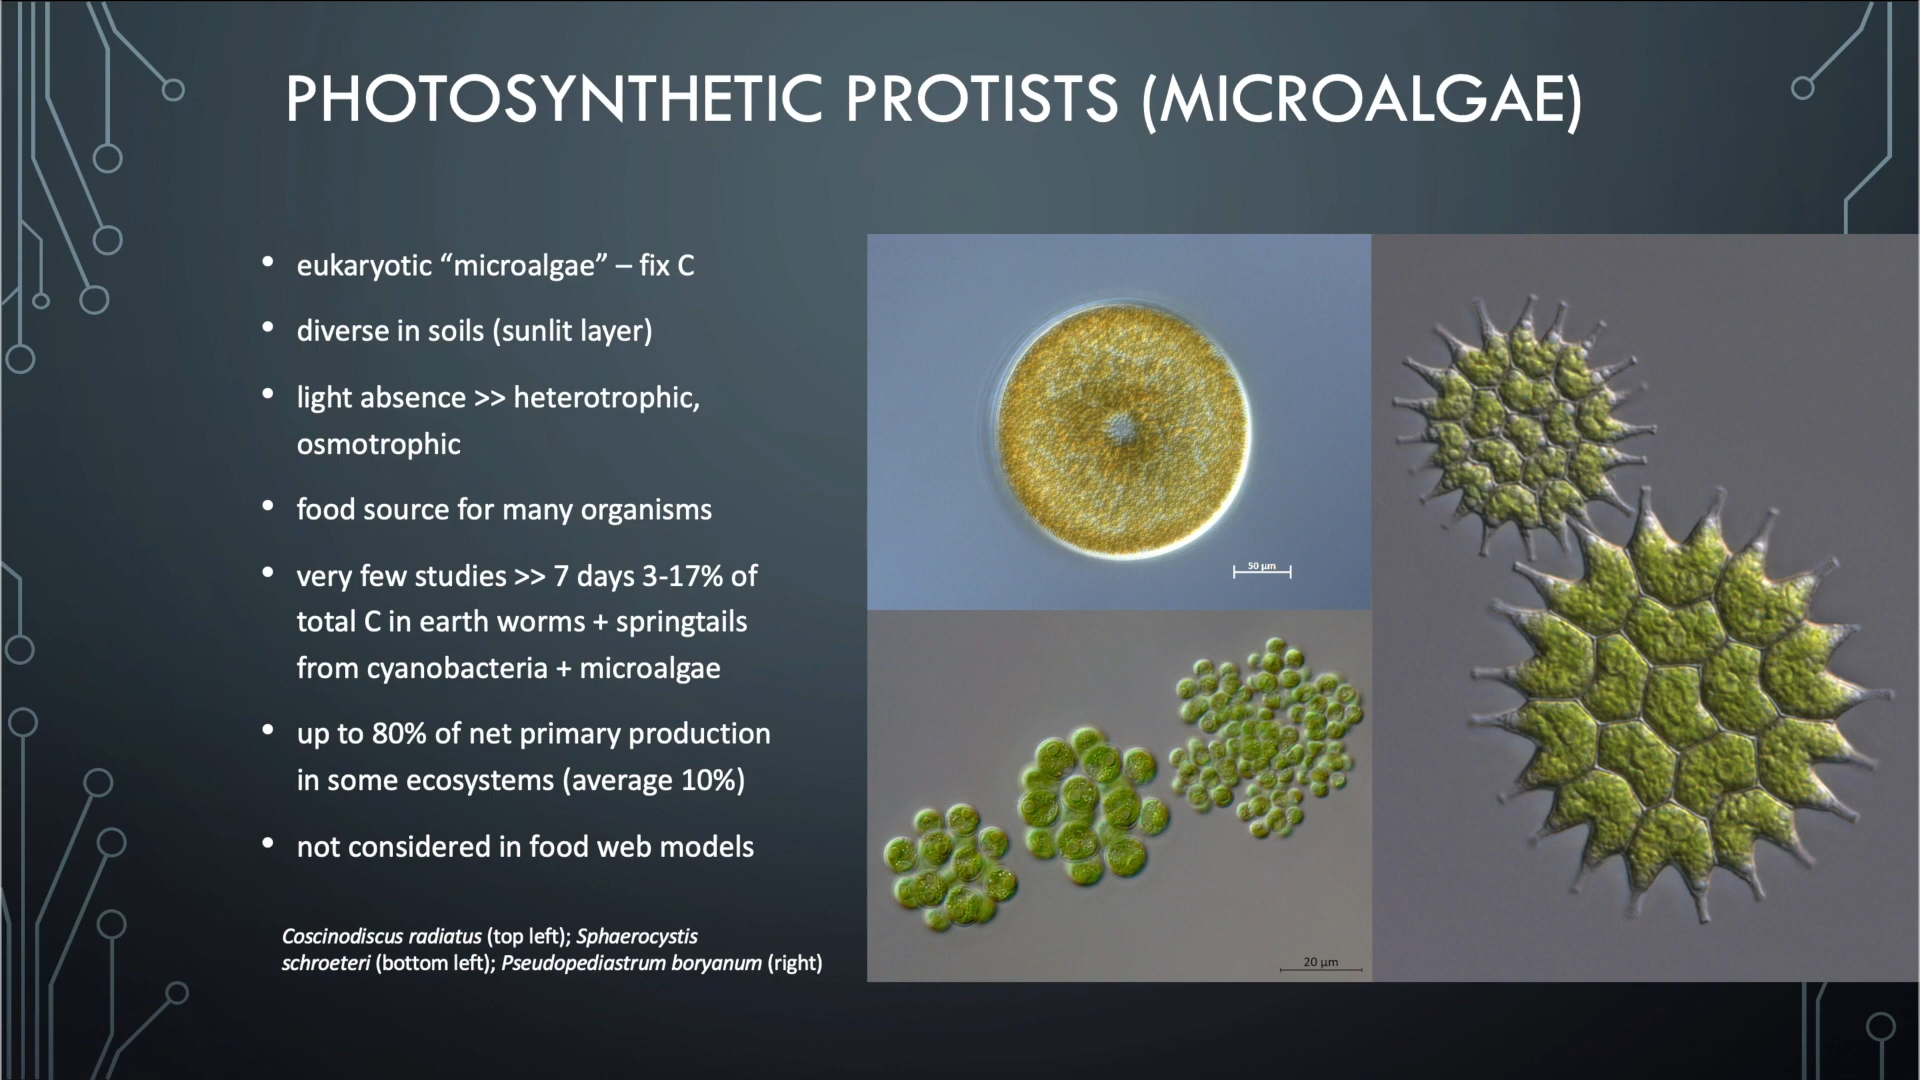 PHOTOSYNTHETIC PROTISTS (MICROALGAE)
• eukaryotic “microalgae” – fix C
• diverse in soils (sunlit layer)
• light absence >> heterotrophic,
osmotrophic
• food source for many organisms
• very few studies >> 7 days 3-17% of
total C in earth worms + springtails
from cyanobacteria + microalgae
• up to 80% of net primary production
in some ecosystems (average 10%)
• not considered in food web models
Coscinodiscus radiatus (top left); Sphaerocystis
schroeteri (bottom left); Pseudopediastrum boryanum (right)
50 µm
20 µm